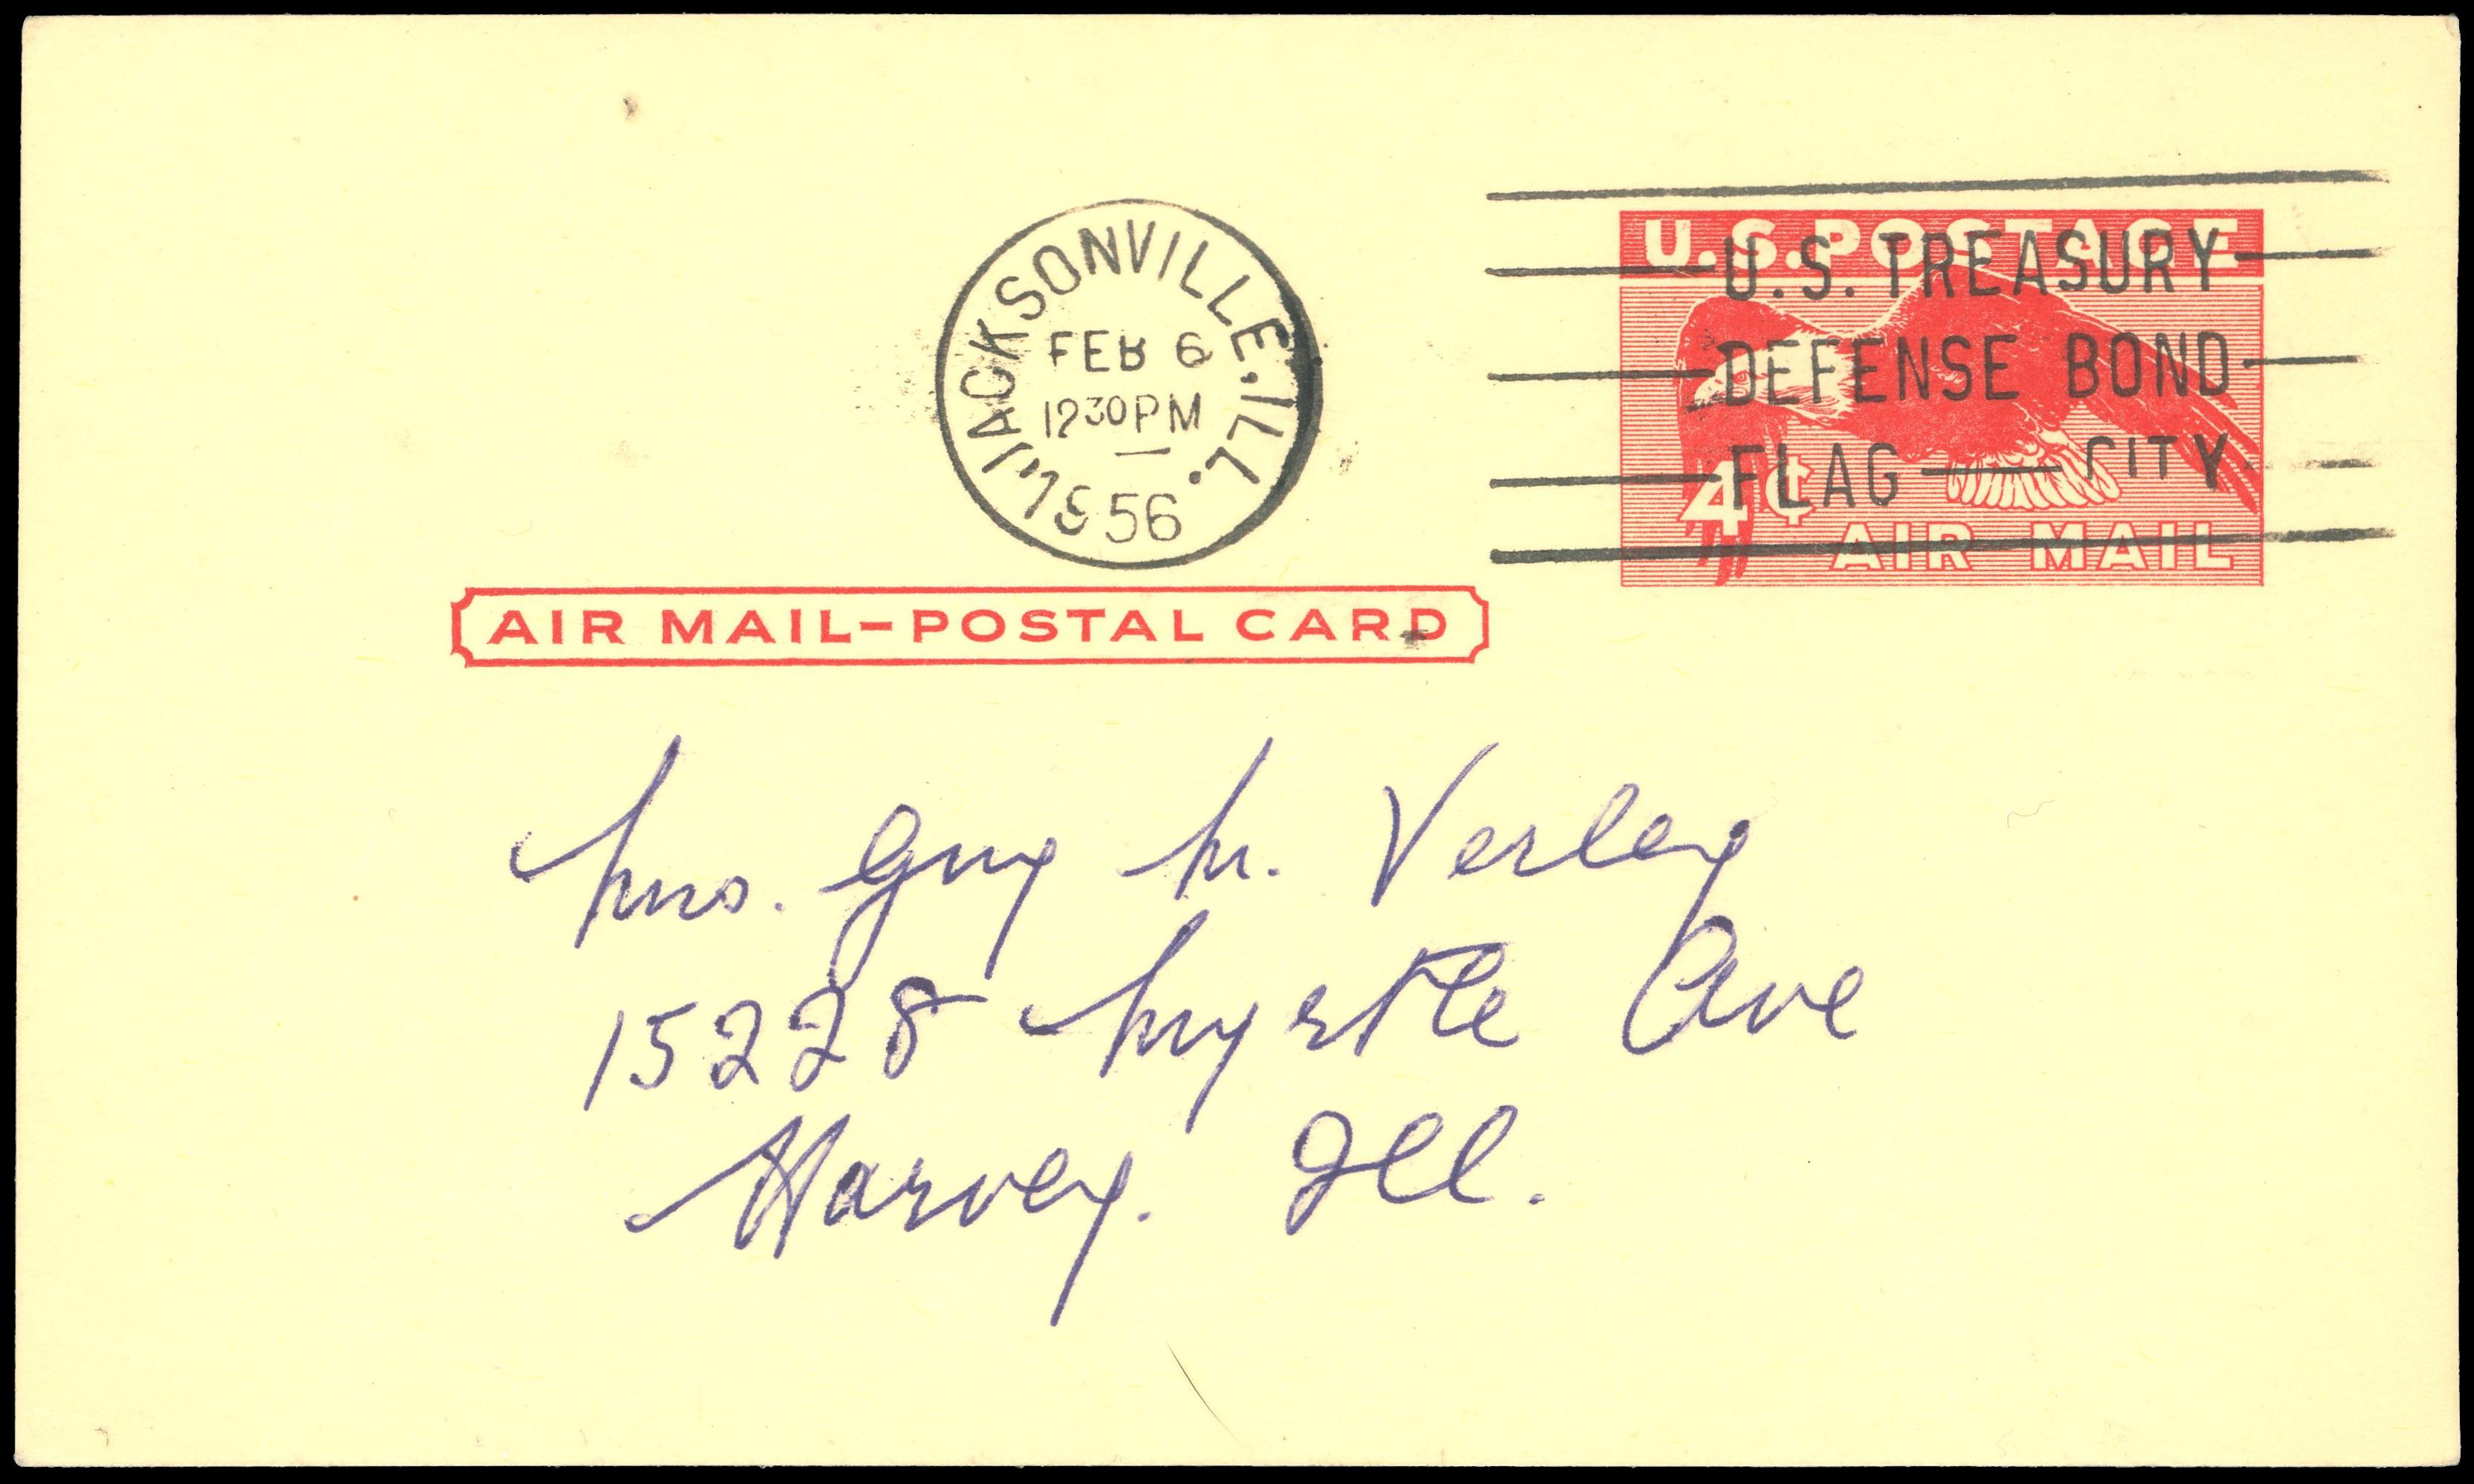 JACKSONVILLE, ILL.
FEB 6
12 30 PM
1956
U.S. POSTAGE
U.S. TREASURY
DEFENSE BOND
FLAG CITY
4¢
AIR MAIL
AIR MAIL-POSTAL CARD
Mrs. Guy M. Verley
15228 Myrtle Ave
Harvey. Ill.